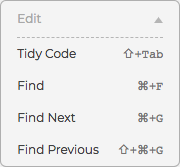 Edit ▲
Tidy Code ⇧+Tab
Find ⌘+F
Find Next ⌘+G
Find Previous ⇧+⌘+G